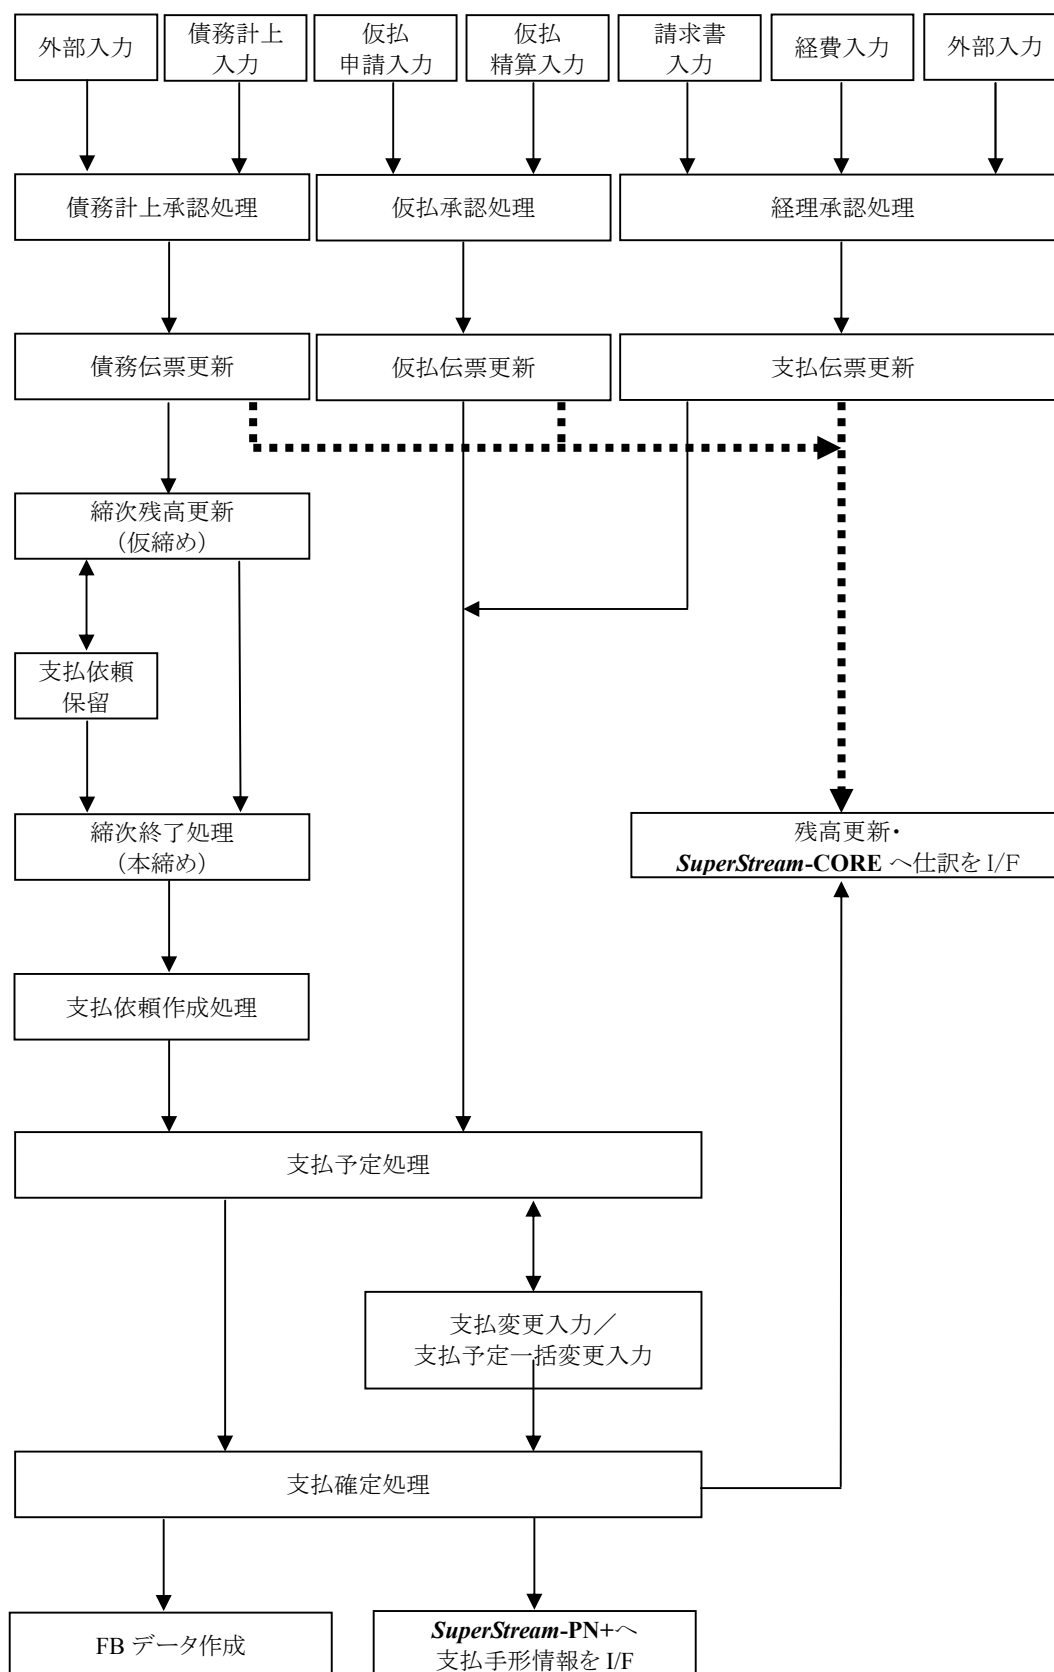 外部入力
債務計上
入力
仮払
申請入力
仮払
精算入力
請求書
入力
経費入力
外部入力
債務計上承認処理
仮払承認処理
経理承認処理
債務伝票更新
仮払伝票更新
支払伝票更新
締次残高更新
(仮締め)
支払依頼
保留
締次終了処理
(本締め)
残高更新・
SuperStream-CORE へ仕訳を I/F
支払依頼作成処理
支払予定処理
支払変更入力／
支払予定一括変更入力
支払確定処理
FB データ作成
SuperStream-PN+へ
支払手形情報を I/F